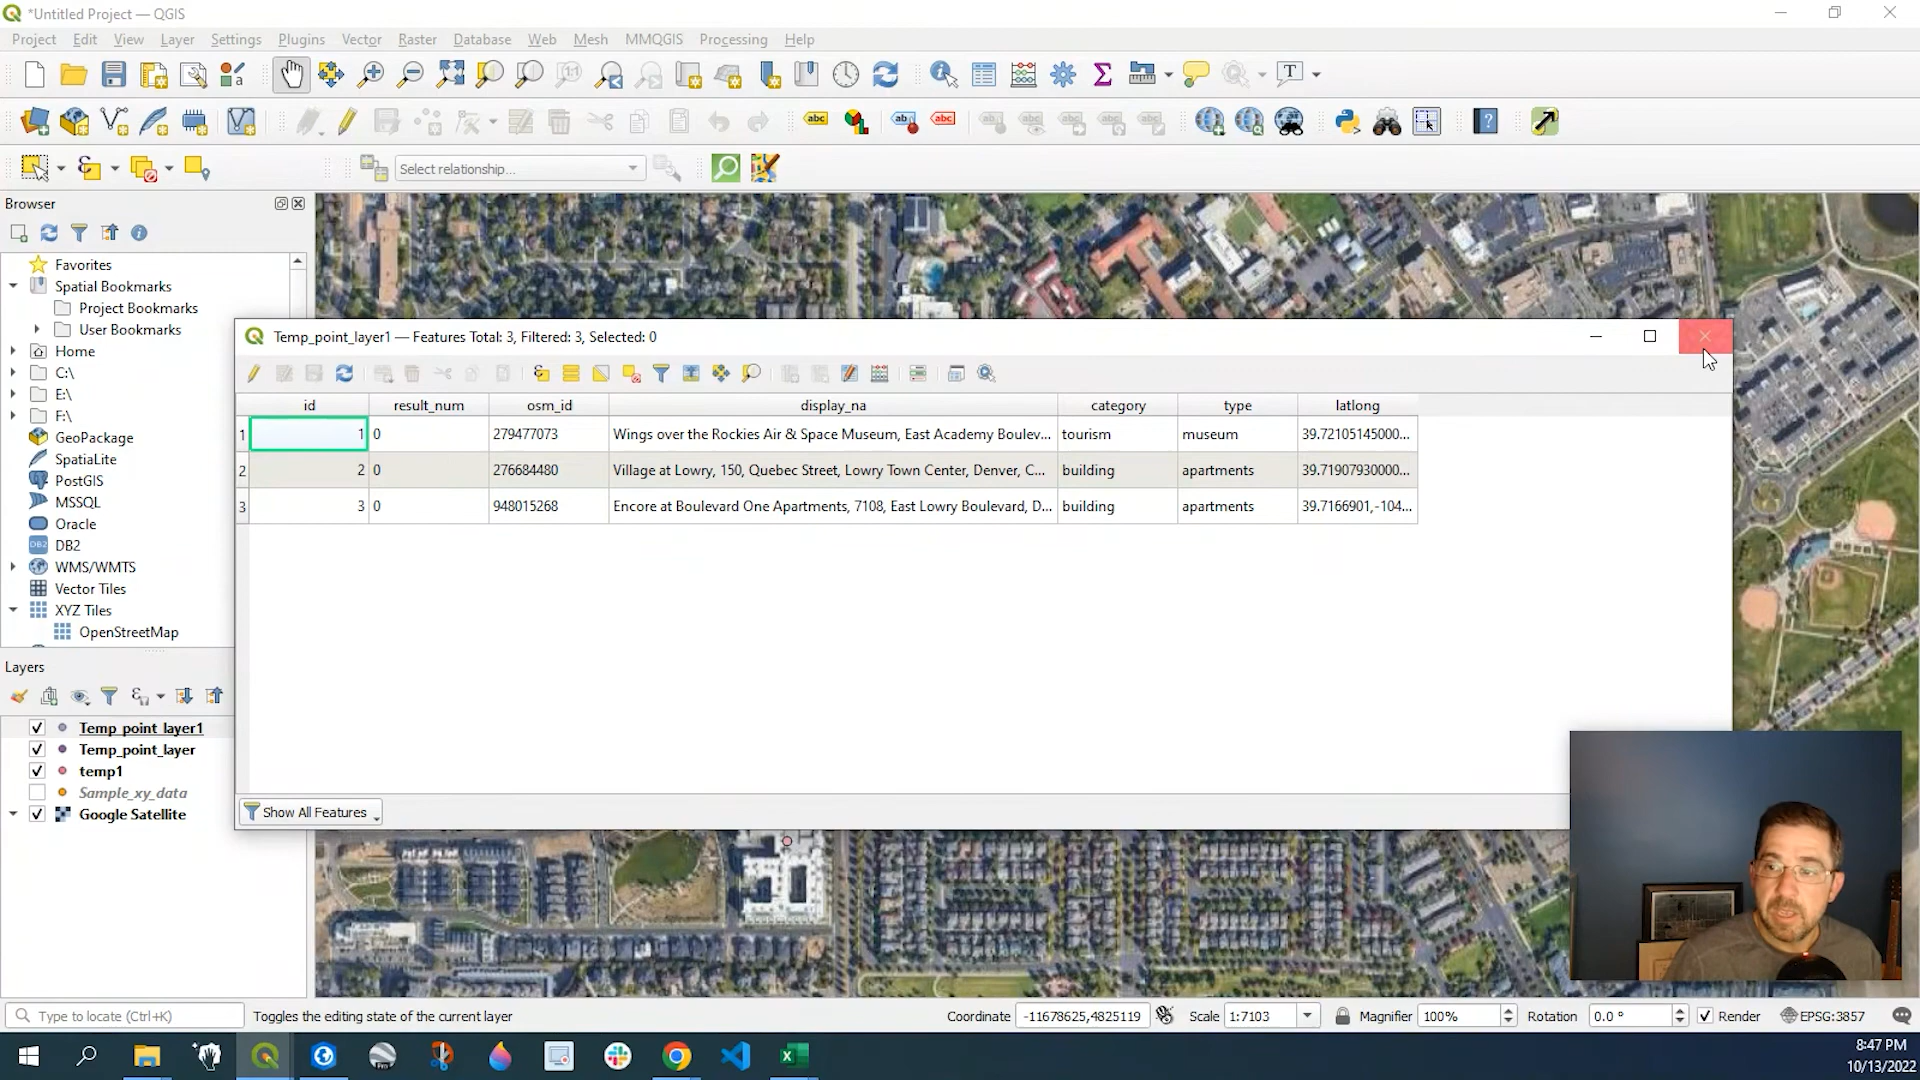 *Untitled Project — QGIS
Project Edit View Layer Settings Plugins Vector Raster Database Web Mesh MMQGIS Processing Help
Select relationship...
Browser
Favorites
Spatial Bookmarks
Project Bookmarks
User Bookmarks
Home
C:\
E:\
F:\
GeoPackage
SpatiaLite
PostGIS
MSSQL
Oracle
DB2
WMS/WMTS
Vector Tiles
XYZ Tiles
OpenStreetMap
Layers
Temp_point_layer1
Temp_point_layer
temp1
Sample_xy_data
Google Satellite
Temp_point_layer1 — Features Total: 3, Filtered: 3, Selected: 0
id result_num osm_id display_na category type latlong
1 1 0 279477073 Wings over the Rockies Air & Space Museum, East Academy Boulev... tourism museum 39.72105145000...
2 2 0 276684480 Village at Lowry, 150, Quebec Street, Lowry Town Center, Denver, C... building apartments 39.71907930000...
3 3 0 948015268 Encore at Boulevard One Apartments, 7108, East Lowry Boulevard, D... building apartments 39.7166901,-104...
Show All Features
Type to locate (Ctrl+K) Toggles the editing state of the current layer Coordinate -11678625,4825119 Scale 1:7103 Magnifier 100% Rotation 0.0 ° Render EPSG:3857
8:47 PM
10/13/2022